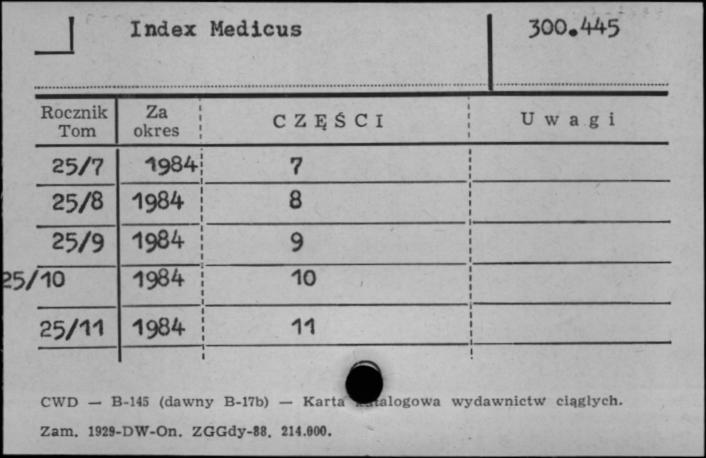 Index Medicus 300.445
Rocznik Tom Za okres CZĘŚCI Uwagi
25/7 1984 7
25/8 1984 8
25/9 1984 9
25/10 1984 10
25/11 1984 11
CWD — B-145 (dawny B-17b) — Karta katalogowa wydawnictw ciągłych.
Zam. 1929-DW-On. ZGGdy-88. 214.000.